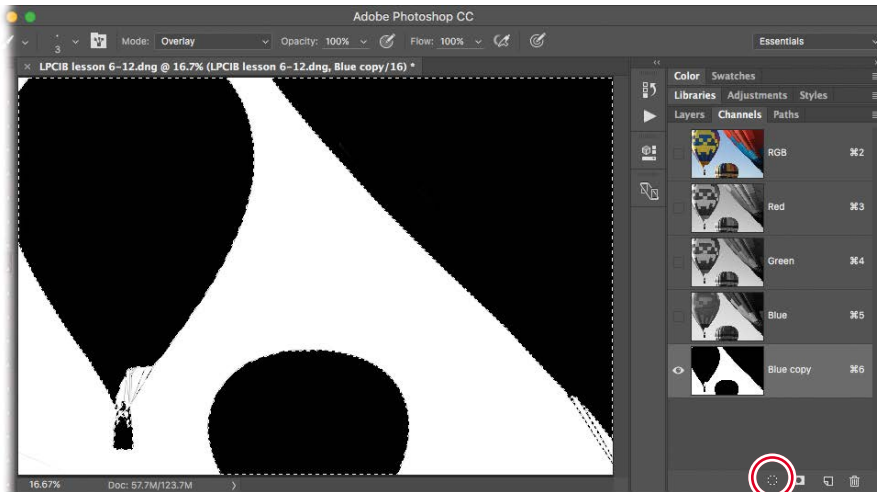 Adobe Photoshop CC
3 Mode: Overlay Opacity: 100% Flow: 100% Essentials
× LPCIB lesson 6–12.dng @ 16.7% (LPCIB lesson 6–12.dng, Blue copy/16) *
Color Swatches
Libraries Adjustments Styles
Layers Channels Paths
RGB ⌘2
Red ⌘3
Green ⌘4
Blue ⌘5
Blue copy ⌘6
16.67% Doc: 57.7M/123.7M